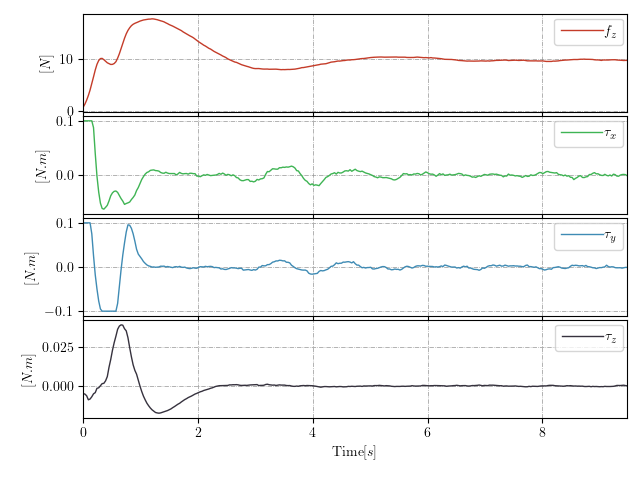 [N]
10
0
f_z
[N.m]
0.1
0.0
τ_x
[N.m]
0.1
0.0
−0.1
τ_y
[N.m]
0.025
0.000
τ_z
0 2 4 6 8
Time[s]